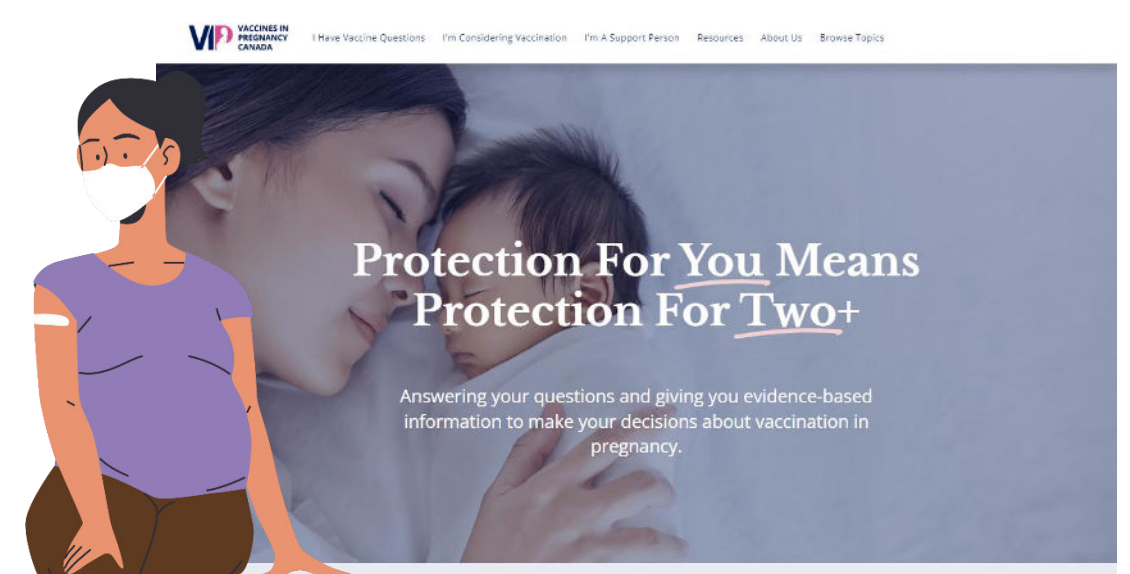 VIP
VACCINES IN
PREGNANCY
CANADA
I Have Vaccine Questions I'm Considering Vaccination I'm A Support Person Resources About Us Browse Topics
Protection For You Means
Protection For Two+
Answering your questions and giving you evidence-based
information to make your decisions about vaccination in
pregnancy.